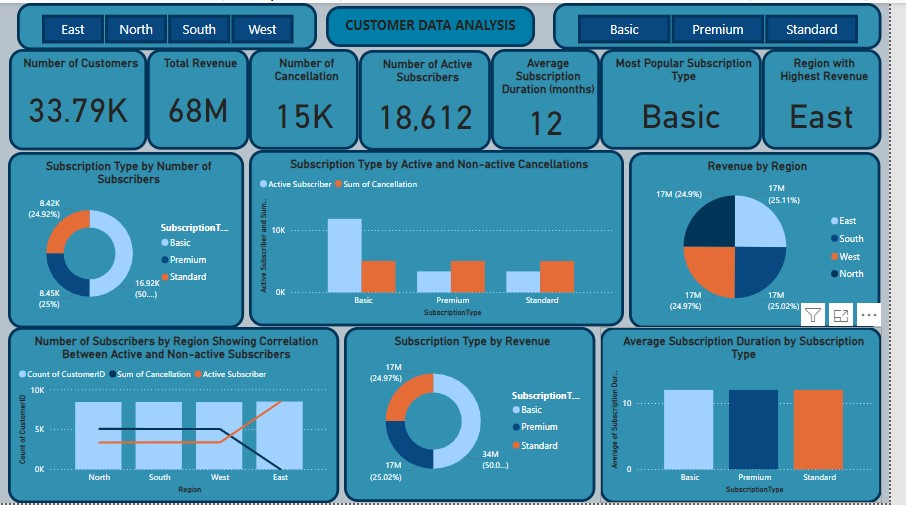 East
North
South
West
CUSTOMER DATA ANALYSIS
Basic
Premium
Standard
Number of Customers
33.79K
Total Revenue
68M
Number of
Cancellation
15K
Number of Active
Subscribers
18,612
Average
Subscription
Duration (months)
12
Most Popular Subscription
Type
Basic
Region with
Highest Revenue
East
Subscription Type by Number of
Subscribers
8.42K
(24.92%)
8.45K
(25%)
16.92K
(50....)
SubscriptionT...
Basic
Premium
Standard
Subscription Type by Active and Non-active Cancellations
Active Subscriber
Sum of Cancellation
Active Subscriber and Sum...
10K
0K
Basic
Premium
Standard
SubscriptionType
Revenue by Region
17M (24.9%)
17M
(25.11%)
17M
(24.97%)
17M
(25.02%)
East
South
West
North
Number of Subscribers by Region Showing Correlation
Between Active and Non-active Subscribers
Count of CustomerID
Sum of Cancellation
Active Subscriber
Count of CustomerID
10K
5K
0K
North
South
West
East
Region
Subscription Type by Revenue
17M
(24.97%)
17M
(25.02%)
34M
(50.0...)
SubscriptionT...
Basic
Premium
Standard
Average Subscription Duration by Subscription
Type
Average of Subscription Dur...
10
0
Basic
Premium
Standard
SubscriptionType